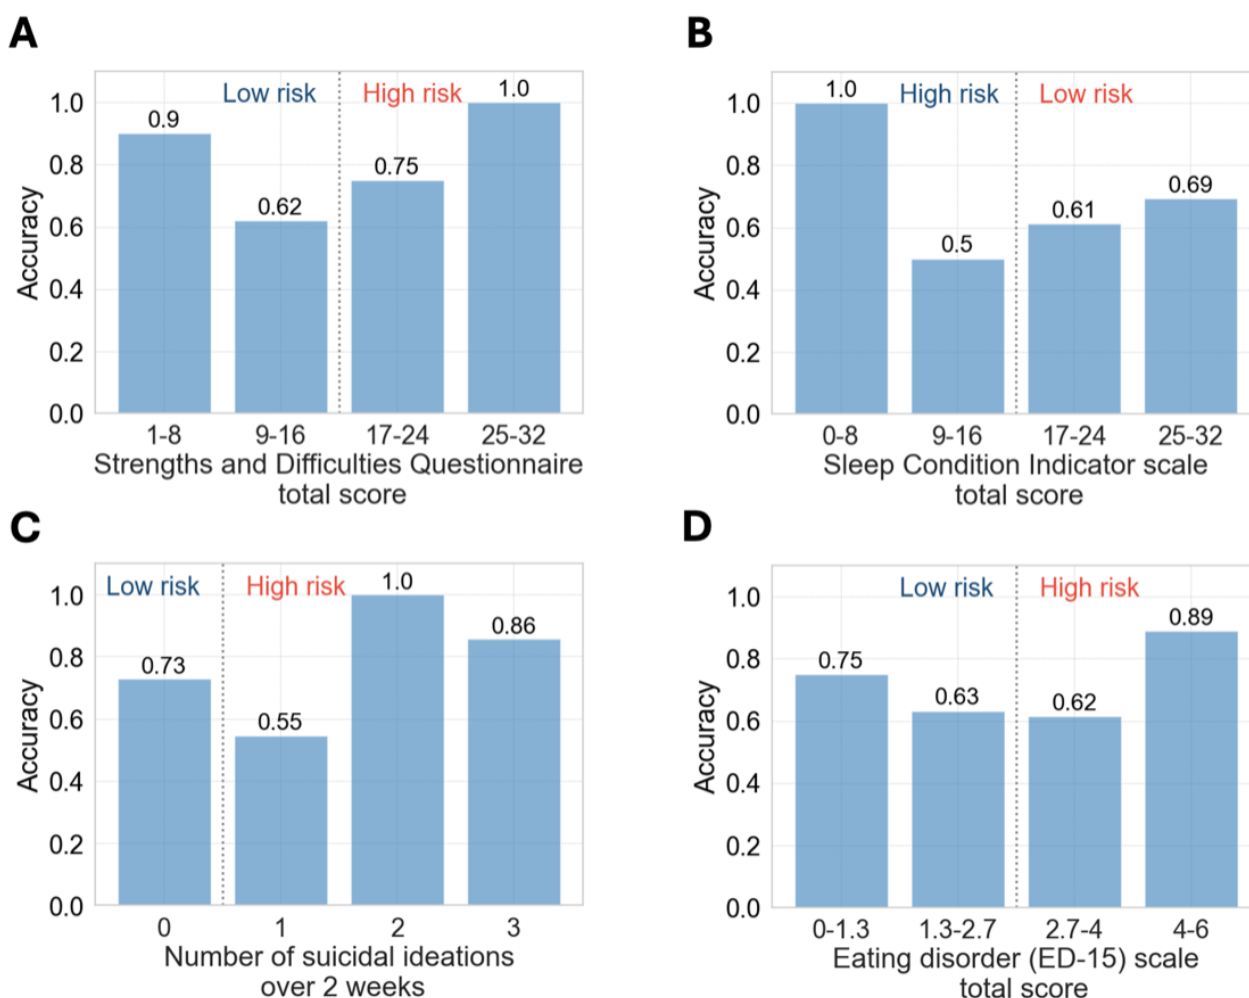 A
Low risk
High risk
1.0
0.9
0.75
0.62
Accuracy
1.0
0.8
0.6
0.4
0.2
0.0
1-8
9-16
17-24
25-32
Strengths and Difficulties Questionnaire
total score
B
High risk
Low risk
1.0
0.5
0.61
0.69
Accuracy
1.0
0.8
0.6
0.4
0.2
0.0
0-8
9-16
17-24
25-32
Sleep Condition Indicator scale
total score
C
Low risk
High risk
0.73
0.55
1.0
0.86
Accuracy
1.0
0.8
0.6
0.4
0.2
0.0
0
1
2
3
Number of suicidal ideations
over 2 weeks
D
Low risk
High risk
0.75
0.63
0.62
0.89
Accuracy
1.0
0.8
0.6
0.4
0.2
0.0
0-1.3
1.3-2.7
2.7-4
4-6
Eating disorder (ED-15) scale
total score